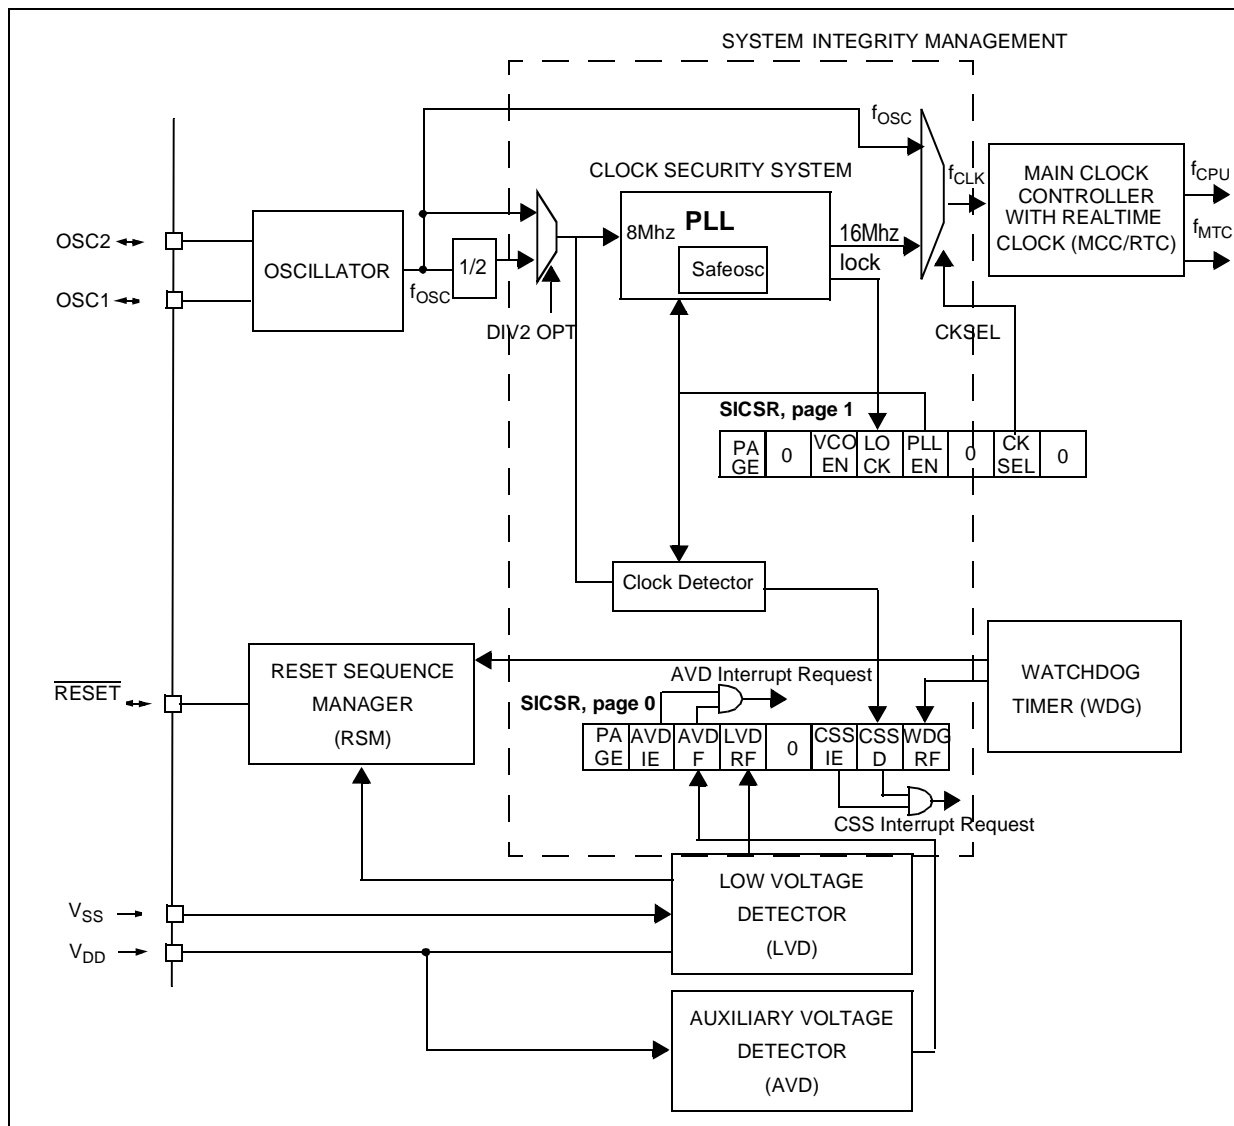 SYSTEM INTEGRITY MANAGEMENT
fOSC
CLOCK SECURITY SYSTEM
fCLK
MAIN CLOCK
CONTROLLER
WITH REALTIME
CLOCK (MCC/RTC)
fCPU
fMTC
OSC2
OSC1
OSCILLATOR
fOSC
1/2
8Mhz
PLL
Safeosc
16Mhz
lock
DIV2 OPT
CKSEL
SICSR, page 1
PA
GE
0
VCO
EN
LO
CK
PLL
EN
0
CK
SEL
0
Clock Detector
RESET SEQUENCE
MANAGER
(RSM)
RESET
AVD Interrupt Request
WATCHDOG
TIMER (WDG)
SICSR, page 0
PA
GE
AVD
IE
AVD
F
LVD
RF
0
CSS
IE
CSS
D
WDG
RF
CSS Interrupt Request
LOW VOLTAGE
DETECTOR
(LVD)
VSS
VDD
AUXILIARY VOLTAGE
DETECTOR
(AVD)